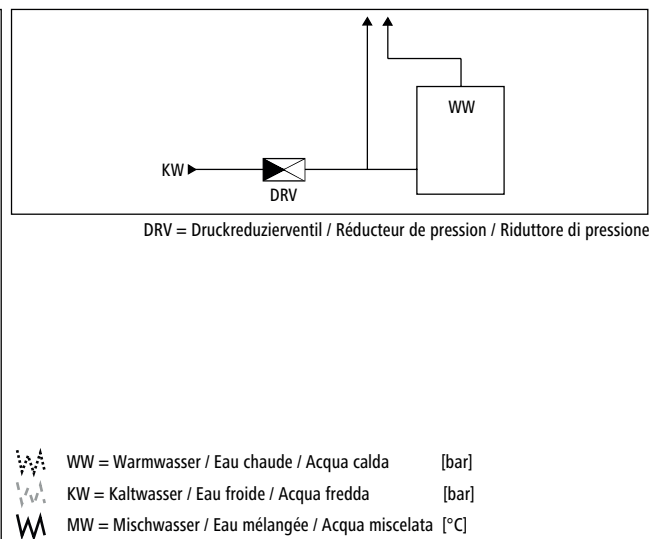 WW
KW
DRV
DRV = Druckreduzierventil / Réducteur de pression / Riduttore di pressione
WW = Warmwasser / Eau chaude / Acqua calda [bar]
KW = Kaltwasser / Eau froide / Acqua fredda [bar]
MW = Mischwasser / Eau mélangée / Acqua miscelata [°C]